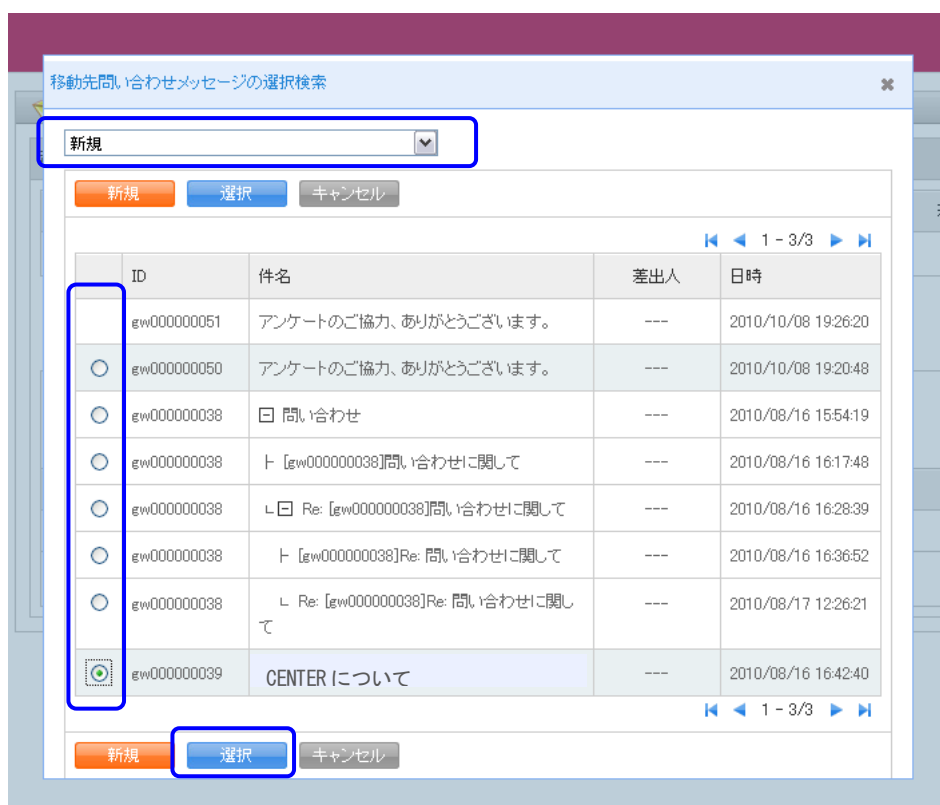 移動先問い合わせメッセージの選択検索
新規
新規 選択 キャンセル
1 - 3/3
ID 件名 差出人 日時
gw000000051 アンケートのご協力、ありがとうございます。 --- 2010/10/08 19:26:20
gw000000050 アンケートのご協力、ありがとうございます。 --- 2010/10/08 19:20:48
gw000000038 問い合わせ --- 2010/08/16 15:54:19
gw000000038 ├ [gw000000038]問い合わせに関して --- 2010/08/16 16:17:48
gw000000038 └ Re: [gw000000038]問い合わせに関して --- 2010/08/16 16:28:39
gw000000038 ├ [gw000000038]Re: 問い合わせに関して --- 2010/08/16 16:36:52
gw000000038 └ Re: [gw000000038]Re: 問い合わせに関し --- 2010/08/17 12:26:21
て
gw000000039 CENTERについて --- 2010/08/16 16:42:40
1 - 3/3
新規 選択 キャンセル